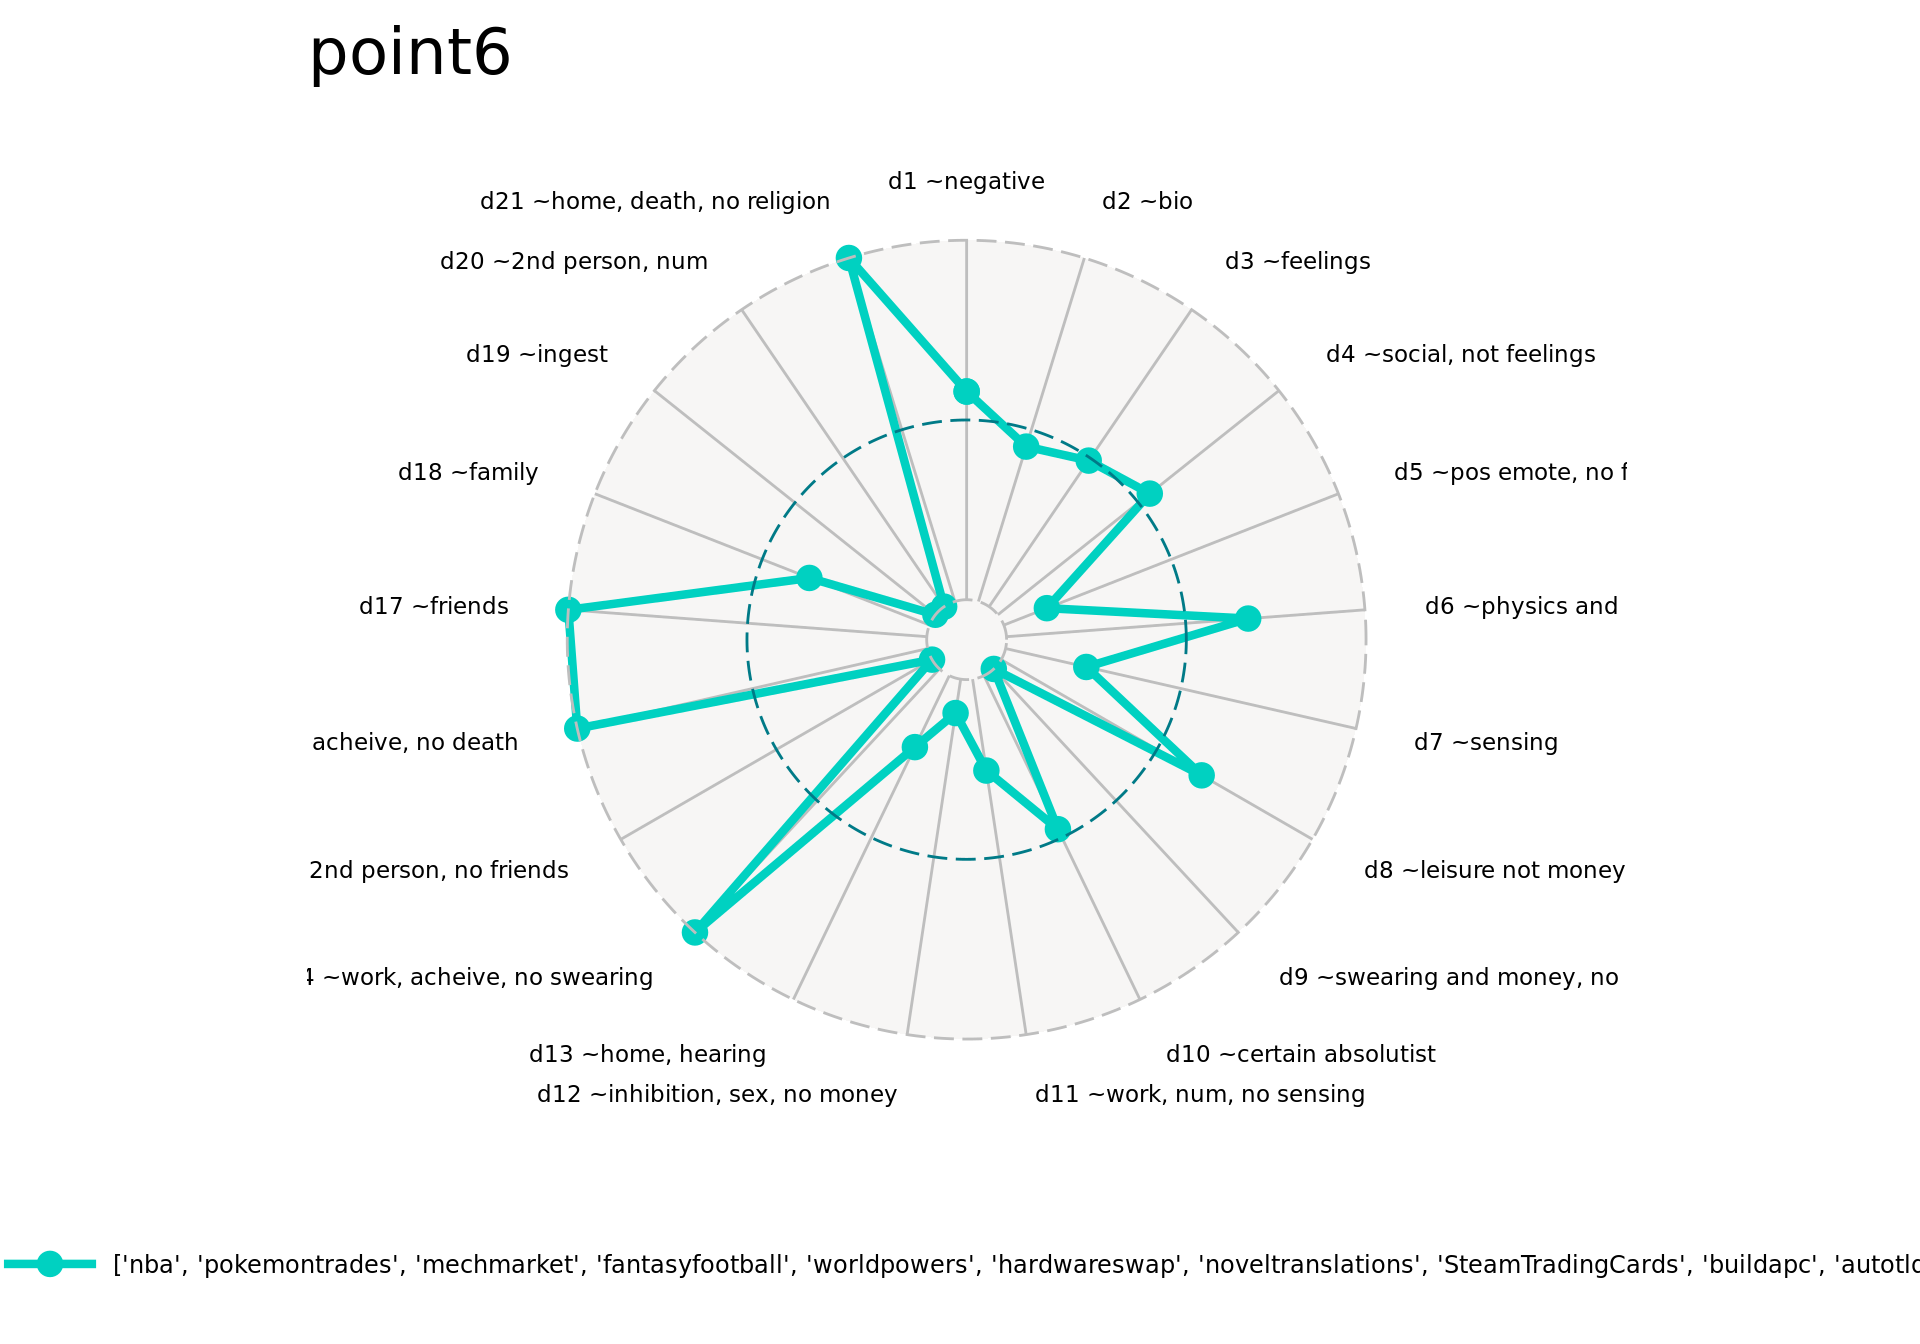 point6
d1 ~negative
d2 ~bio
d3 ~feelings
d4 ~social, not feelings
d5 ~pos emote, no
d6 ~physics and
d7 ~sensing
d8 ~leisure not money
d9 ~swearing and money, no
d10 ~certain absolutist
d11 ~work, num, no sensing
d12 ~inhibition, sex, no money
d13 ~home, hearing
~work, acheive, no swearing
2nd person, no friends
acheive, no death
d17 ~friends
d18 ~family
d19 ~ingest
d20 ~2nd person, num
d21 ~home, death, no religion
['nba', 'pokemontrades', 'mechmarket', 'fantasyfootball', 'worldpowers', 'hardwareswap', 'noveltranslations', 'SteamTradingCards', 'buildapc',